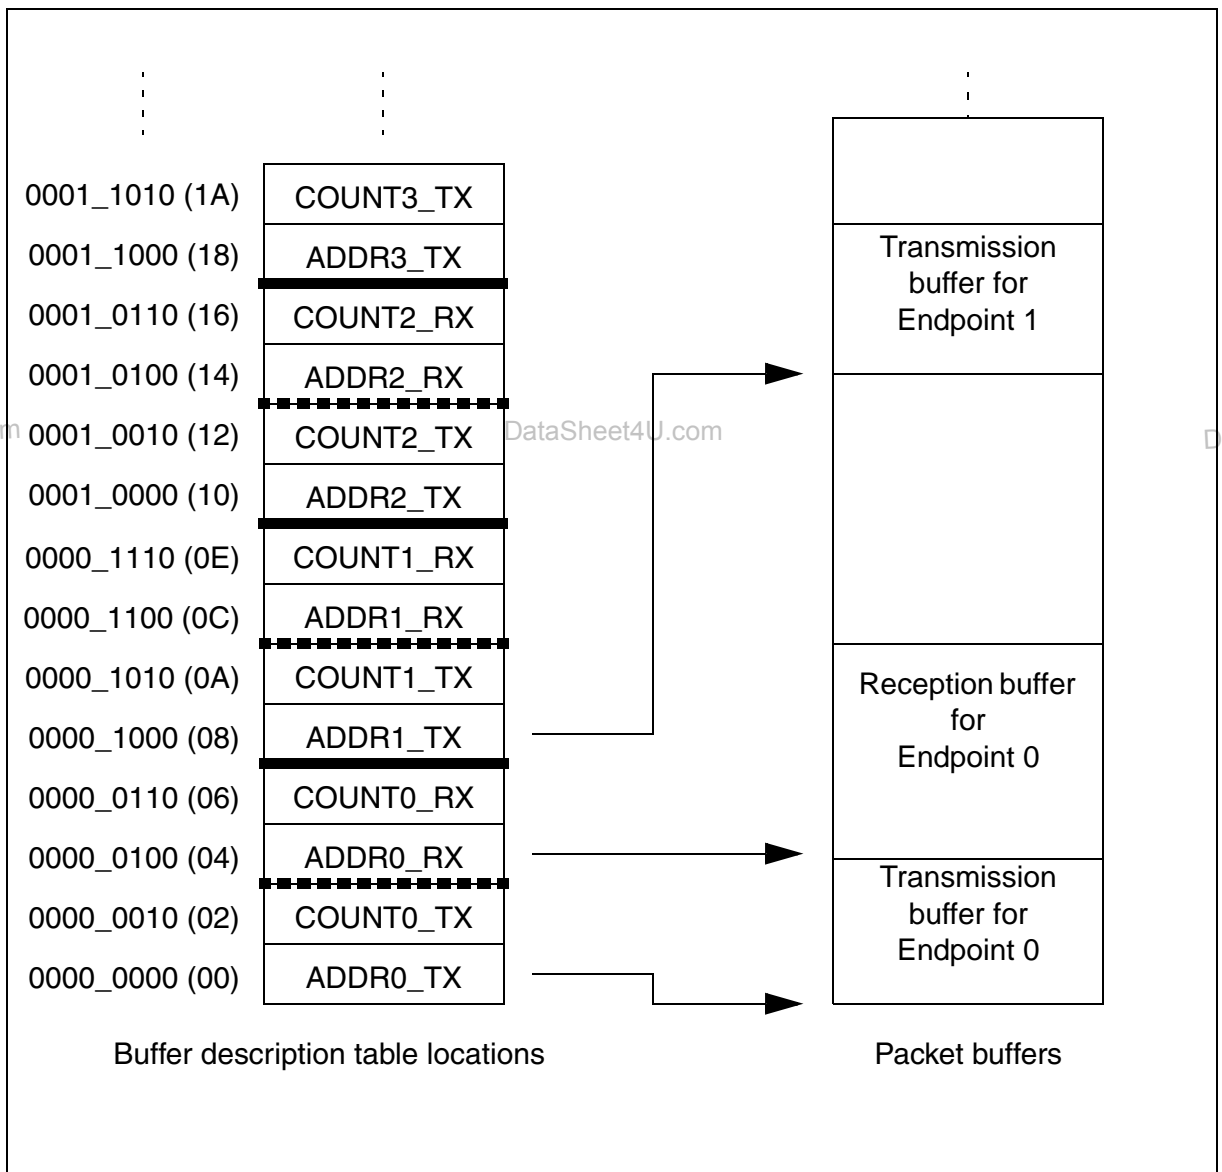 0001_1010 (1A) COUNT3_TX
0001_1000 (18) ADDR3_TX
0001_0110 (16) COUNT2_RX
0001_0100 (14) ADDR2_RX
0001_0010 (12) COUNT2_TX
0001_0000 (10) ADDR2_TX
0000_1110 (0E) COUNT1_RX
0000_1100 (0C) ADDR1_RX
0000_1010 (0A) COUNT1_TX
0000_1000 (08) ADDR1_TX
0000_0110 (06) COUNT0_RX
0000_0100 (04) ADDR0_RX
0000_0010 (02) COUNT0_TX
0000_0000 (00) ADDR0_TX
Buffer description table locations
Transmission
buffer for
Endpoint 1
Reception buffer
for
Endpoint 0
Transmission
buffer for
Endpoint 0
Packet buffers
m
DataSheet4U.com
D